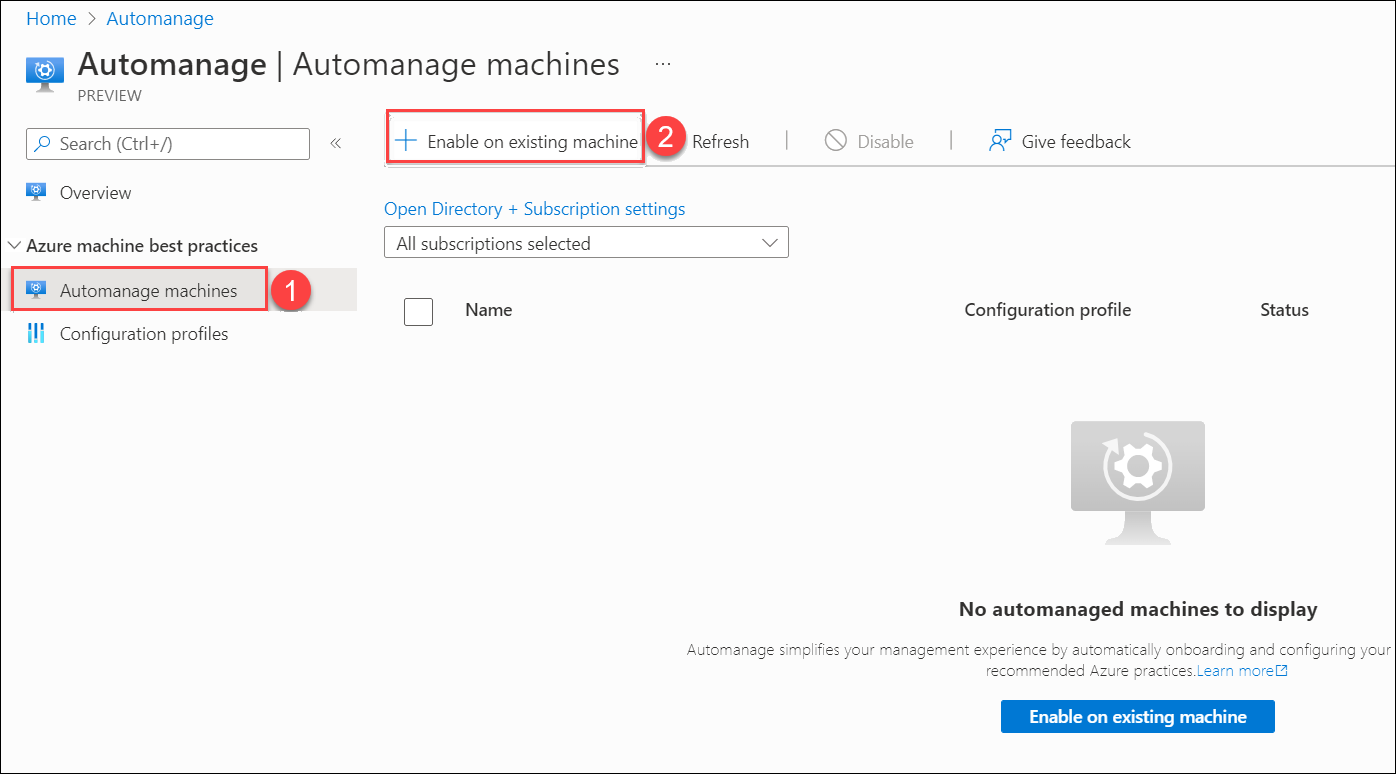 Home > Automanage
Automanage | Automanage machines ...
PREVIEW
Search (Ctrl+/) «
Enable on existing machine 2 Refresh | Disable | Give feedback
Overview
Open Directory + Subscription settings
All subscriptions selected
Azure machine best practices
Automanage machines 1
Configuration profiles
Name Configuration profile Status
No automanaged machines to display
Automanage simplifies your management experience by automatically onboarding and configuring your
recommended Azure practices.Learn more
Enable on existing machine